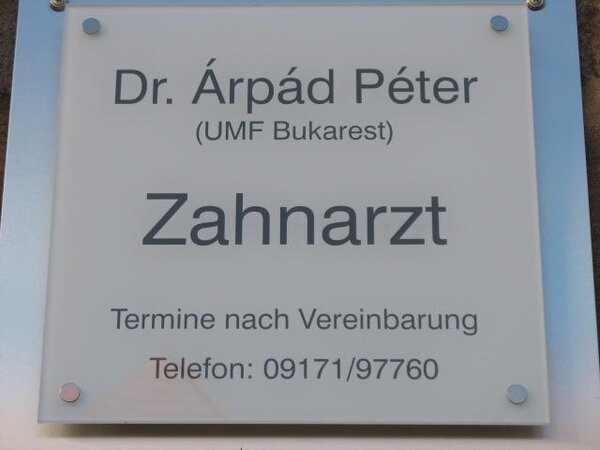 Dr. Árpád Péter
(UMF Bukarest)
Zahnarzt
Termine nach Vereinbarung
Telefon: 09171/97760